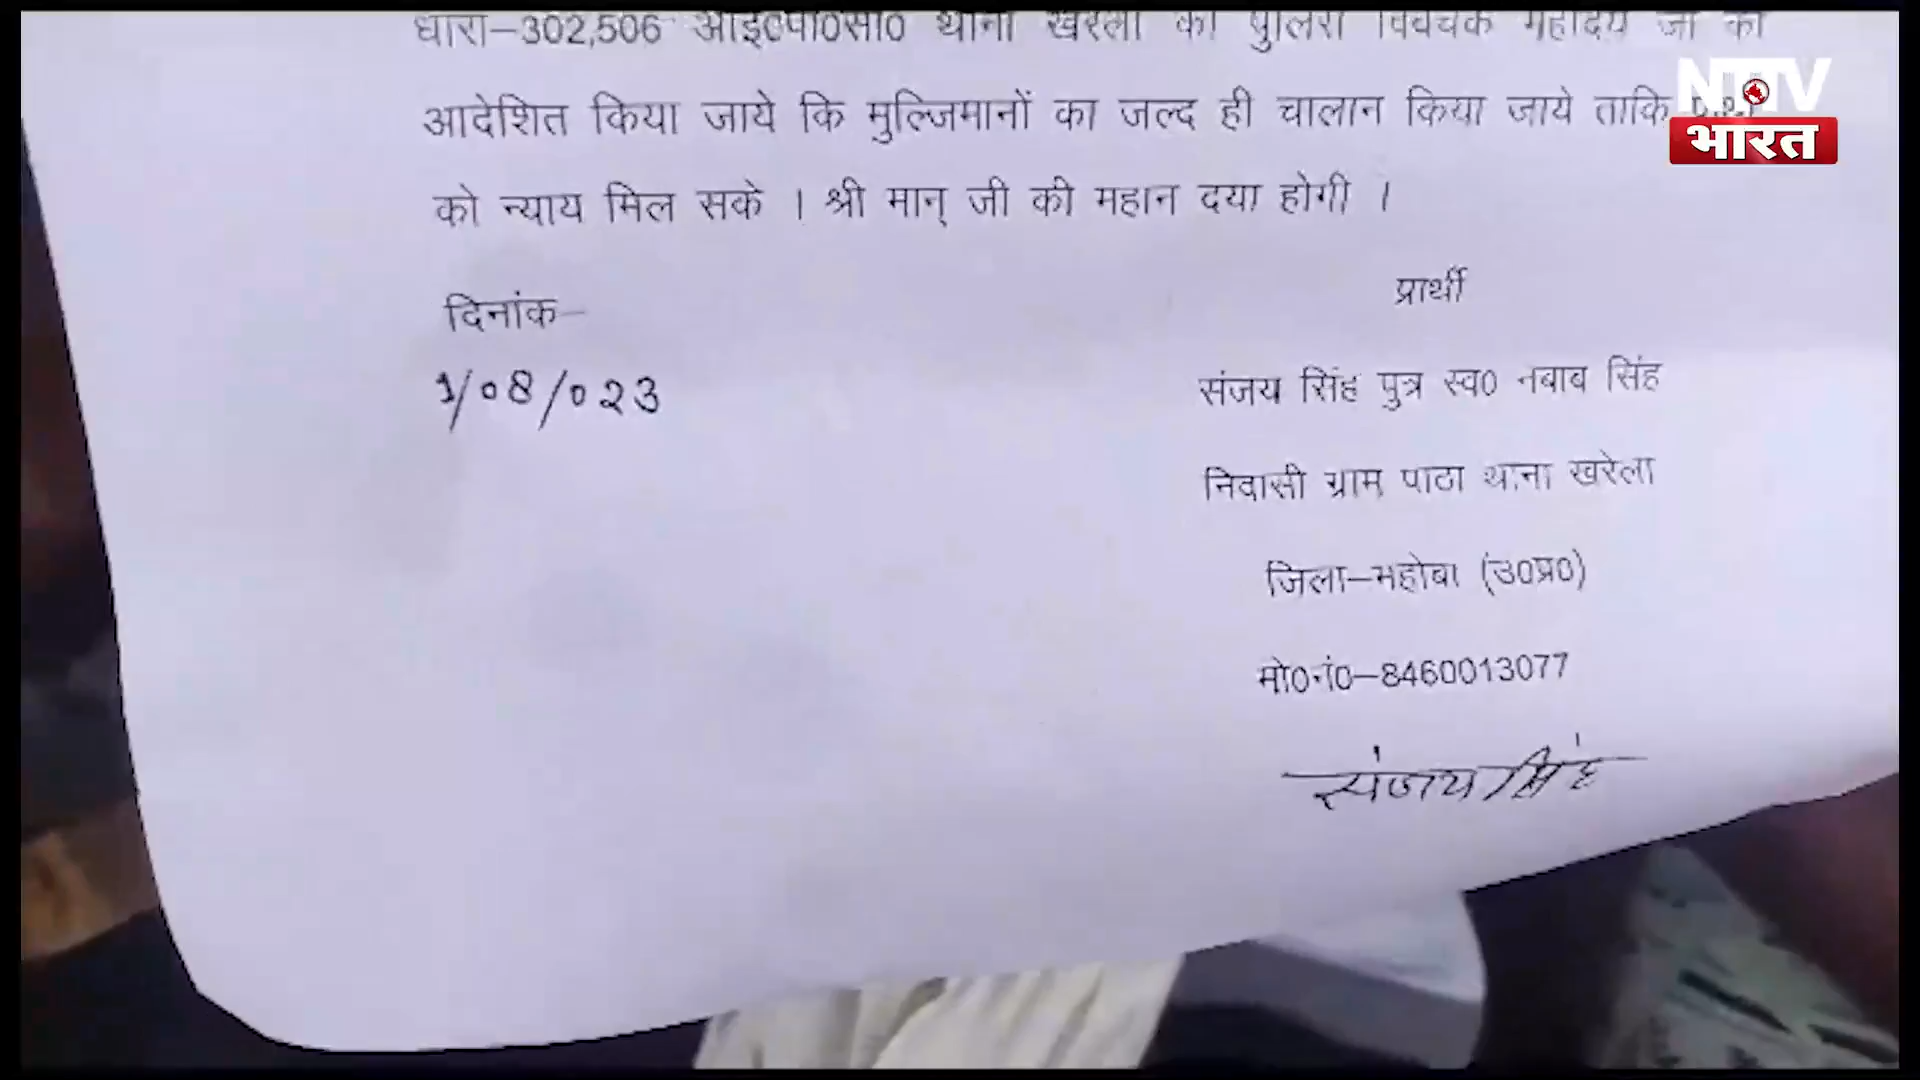 धारा-302,506 आई0पी0सी0 थाना खरेला के पुलिस विवेचक महोदय जी को
आदेशित किया जाये कि मुल्जिमानों का जल्द ही चालान किया जाये ताकि
को न्याय मिल सके । श्री मान् जी की महान दया होगी ।
दिनांक-
1/08/023
प्रार्थी
संजय सिंह पुत्र स्व0 नबाब सिंह
निवासी ग्राम पाठा थाना खरेला
जिला-महोबा (उ0प्र0)
मो0नं0-8460013077
संजय सिंह
NDTV
भारत